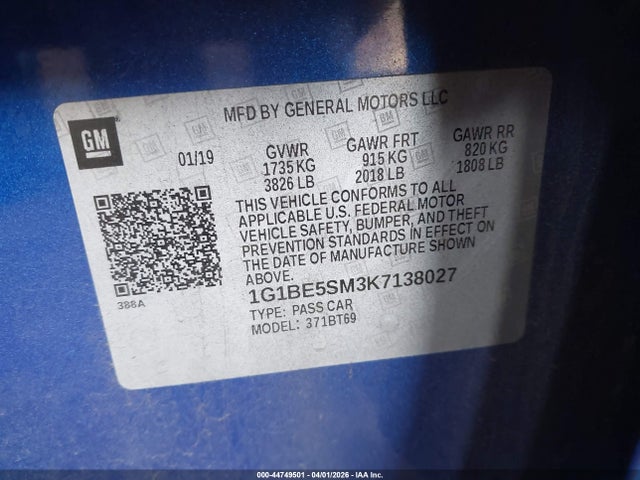 MFD BY GENERAL MOTORS LLC
GM
01/19
GVWR
1735 KG
3826 LB
GAWR FRT
915 KG
2018 LB
GAWR RR
820 KG
1808 LB
THIS VEHICLE CONFORMS TO ALL
APPLICABLE U.S. FEDERAL MOTOR
VEHICLE SAFETY, BUMPER, AND THEFT
PREVENTION STANDARDS IN EFFECT ON
THE DATE OF MANUFACTURE SHOWN
ABOVE.
388A
1G1BE5SM3K7138027
TYPE: PASS CAR
MODEL: 371BT69
000-44749501 - 04/01/2026 - IAA Inc.